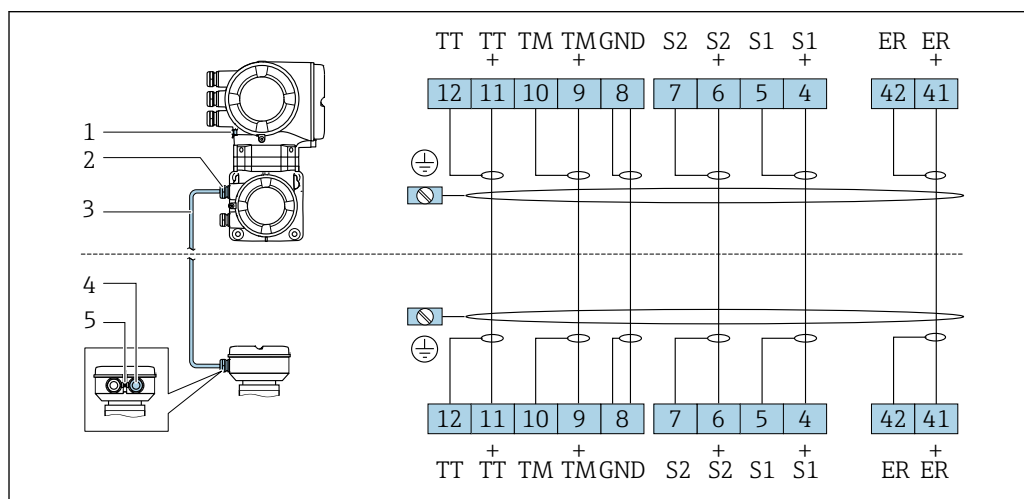 TT TT TM TM GND S2 S2 S1 S1 ER ER
+ + + + +
12 11 10 9 8 7 6 5 4 42 41
1
2
3
4
5
12 11 10 9 8 7 6 5 4 42 41
+ + + + +
TT TT TM TM GND S2 S2 S1 S1 ER ER